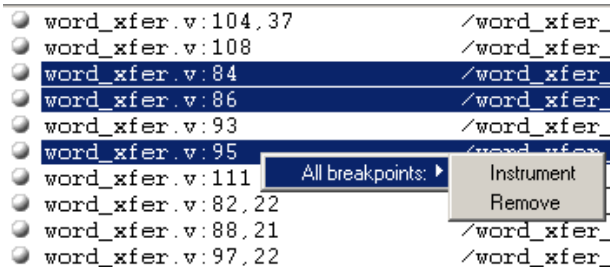 word_xfer.v:104,37 /word_xfer_
word_xfer.v:108 /word_xfer_
word_xfer.v:84 /word_xfer_
word_xfer.v:86 /word_xfer_
word_xfer.v:93 /word_xfer_
word_xfer.v:95 /word_xfer_
word_xfer.v:111 All breakpoints: Instrument
word_xfer.v:82,22 Remove
word_xfer.v:88,21 /word_xfer_
word_xfer.v:97,22 /word_xfer_